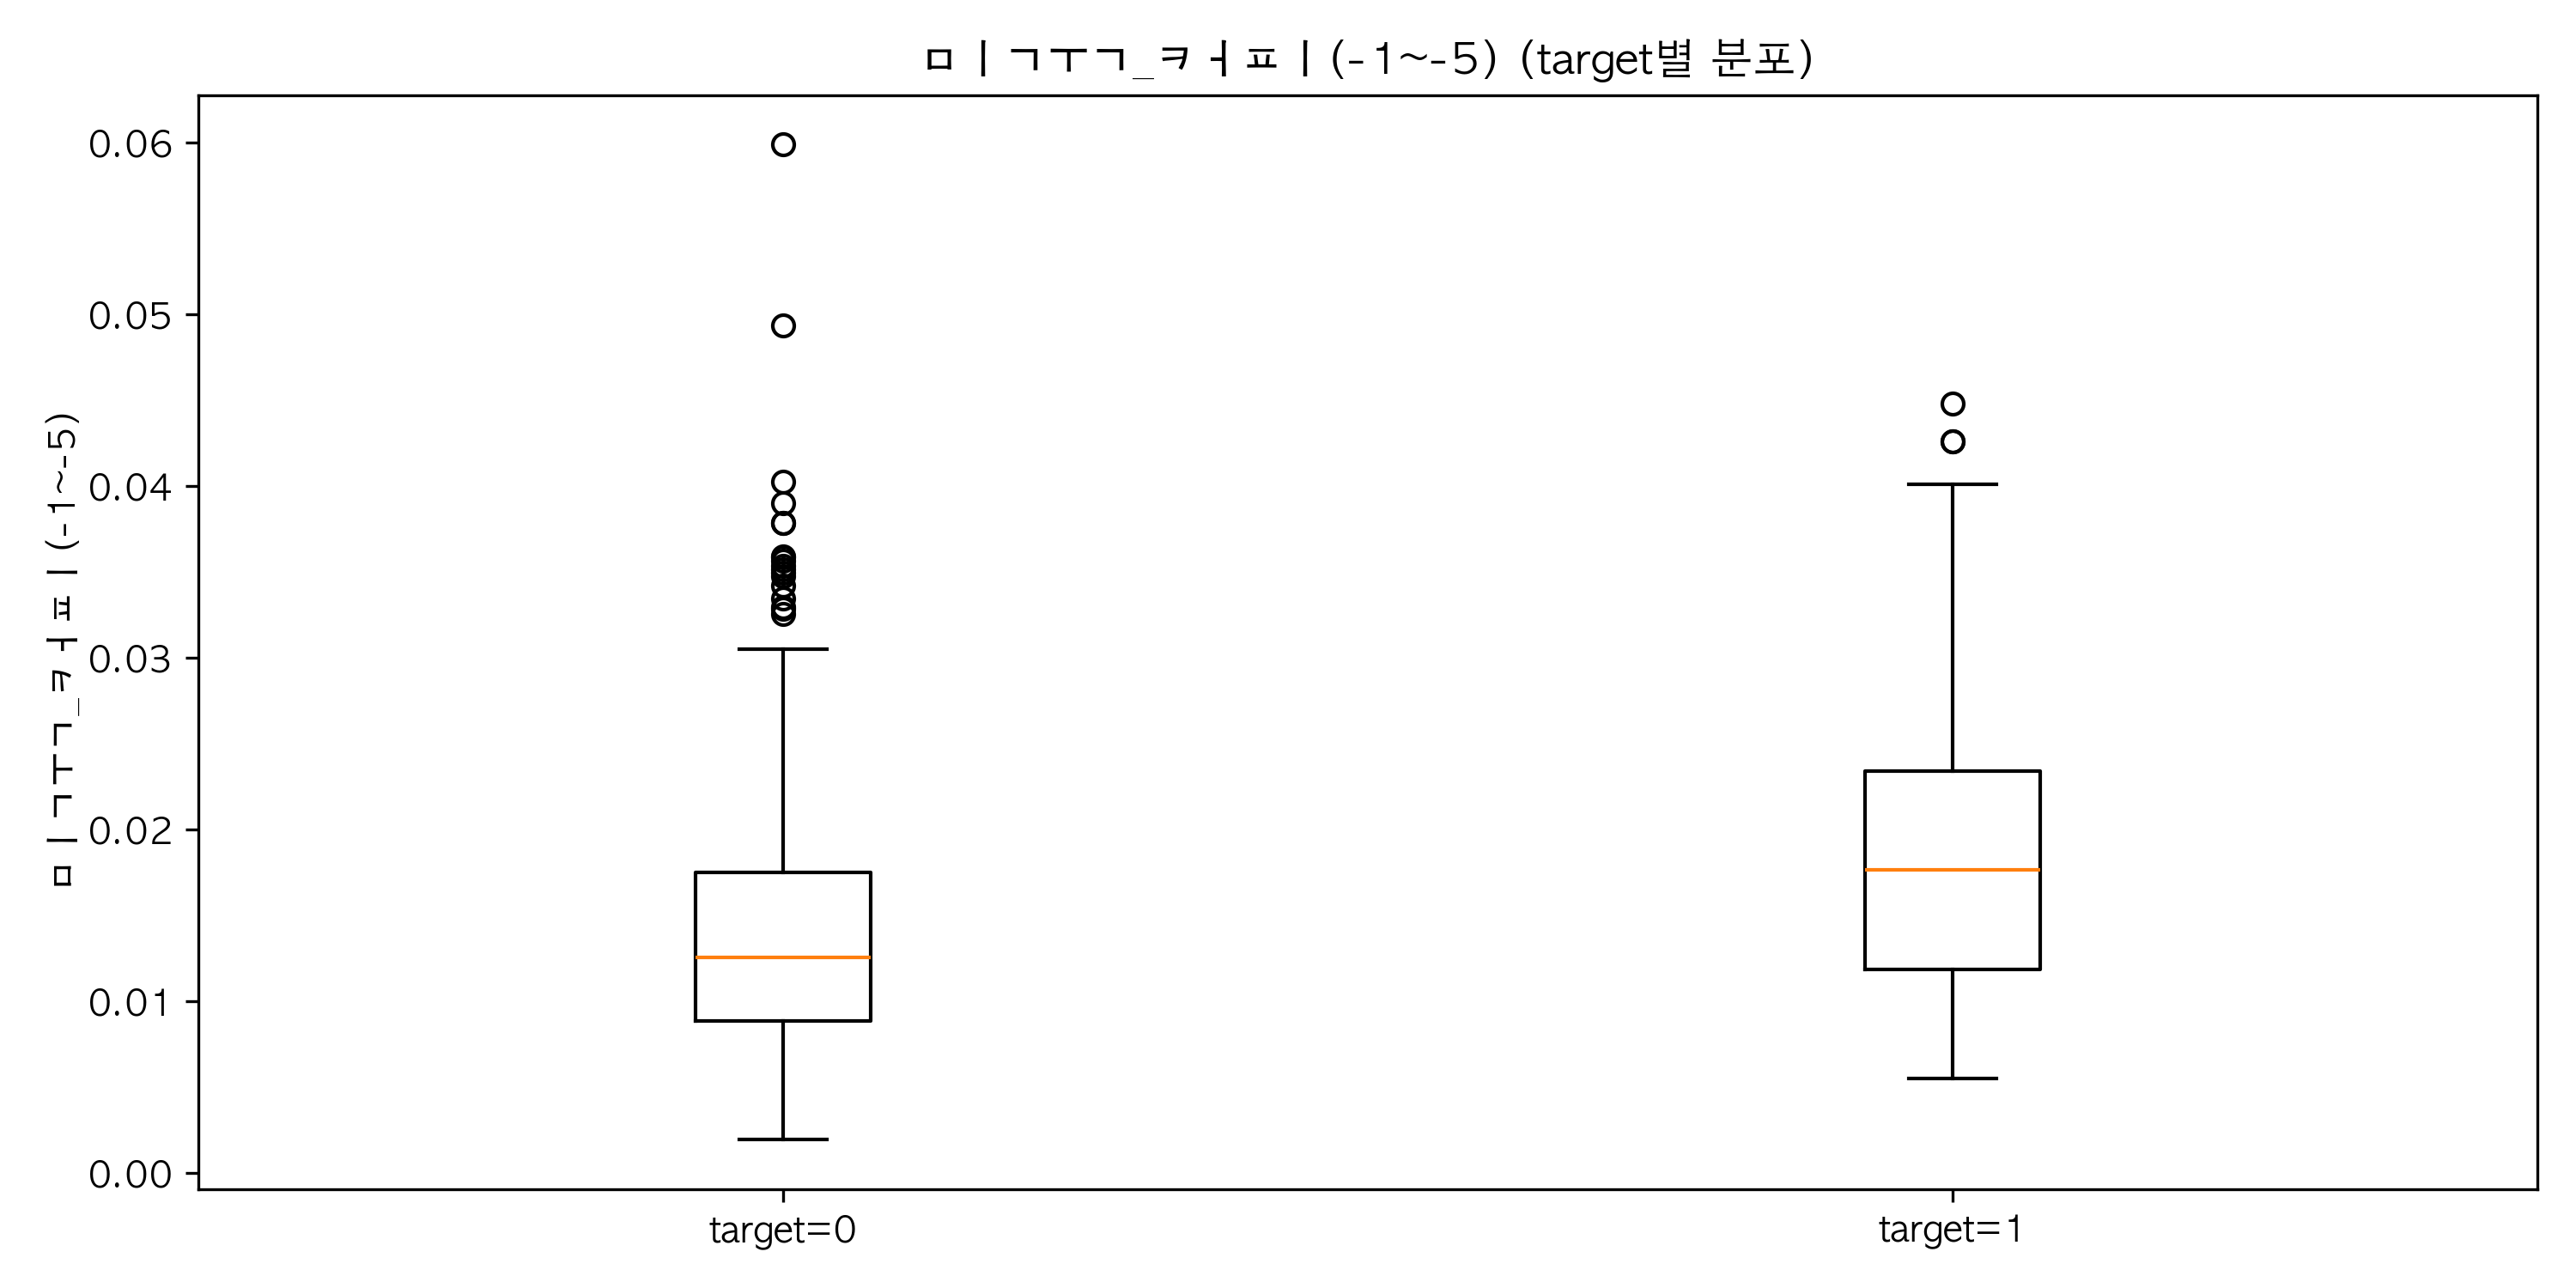 ㅁㅣㄱㅜㄱ_ㅋㅓㅍㅣ(-1~-5) (target별 분포)
ㅁㅣㄱㅜㄱ_ㅋㅓㅍㅣ(-1~-5)
0.06
0.05
0.04
0.03
0.02
0.01
0.00
target=0
target=1